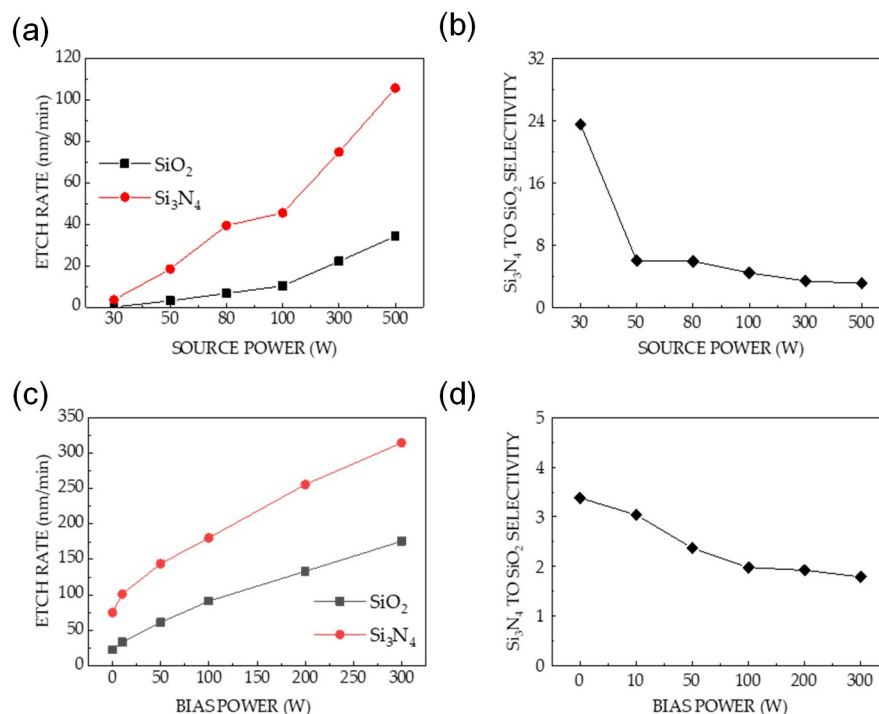 (a)
120
100
80
60
40
20
0
ETCH RATE (nm/min)
SiO₂
Si₃N₄
30 50 80 100 300 500
SOURCE POWER (W)
(b)
32
24
16
8
0
Si₃N₄ TO SiO₂ SELECTIVITY
30 50 80 100 300 500
SOURCE POWER (W)
(c)
350
300
250
200
150
100
50
0
ETCH RATE (nm/min)
SiO₂
Si₃N₄
0 50 100 150 200 250 300
BIAS POWER (W)
(d)
5
4
3
2
1
0
Si₃N₄ TO SiO₂ SELECTIVITY
0 10 50 100 200 300
BIAS POWER (W)